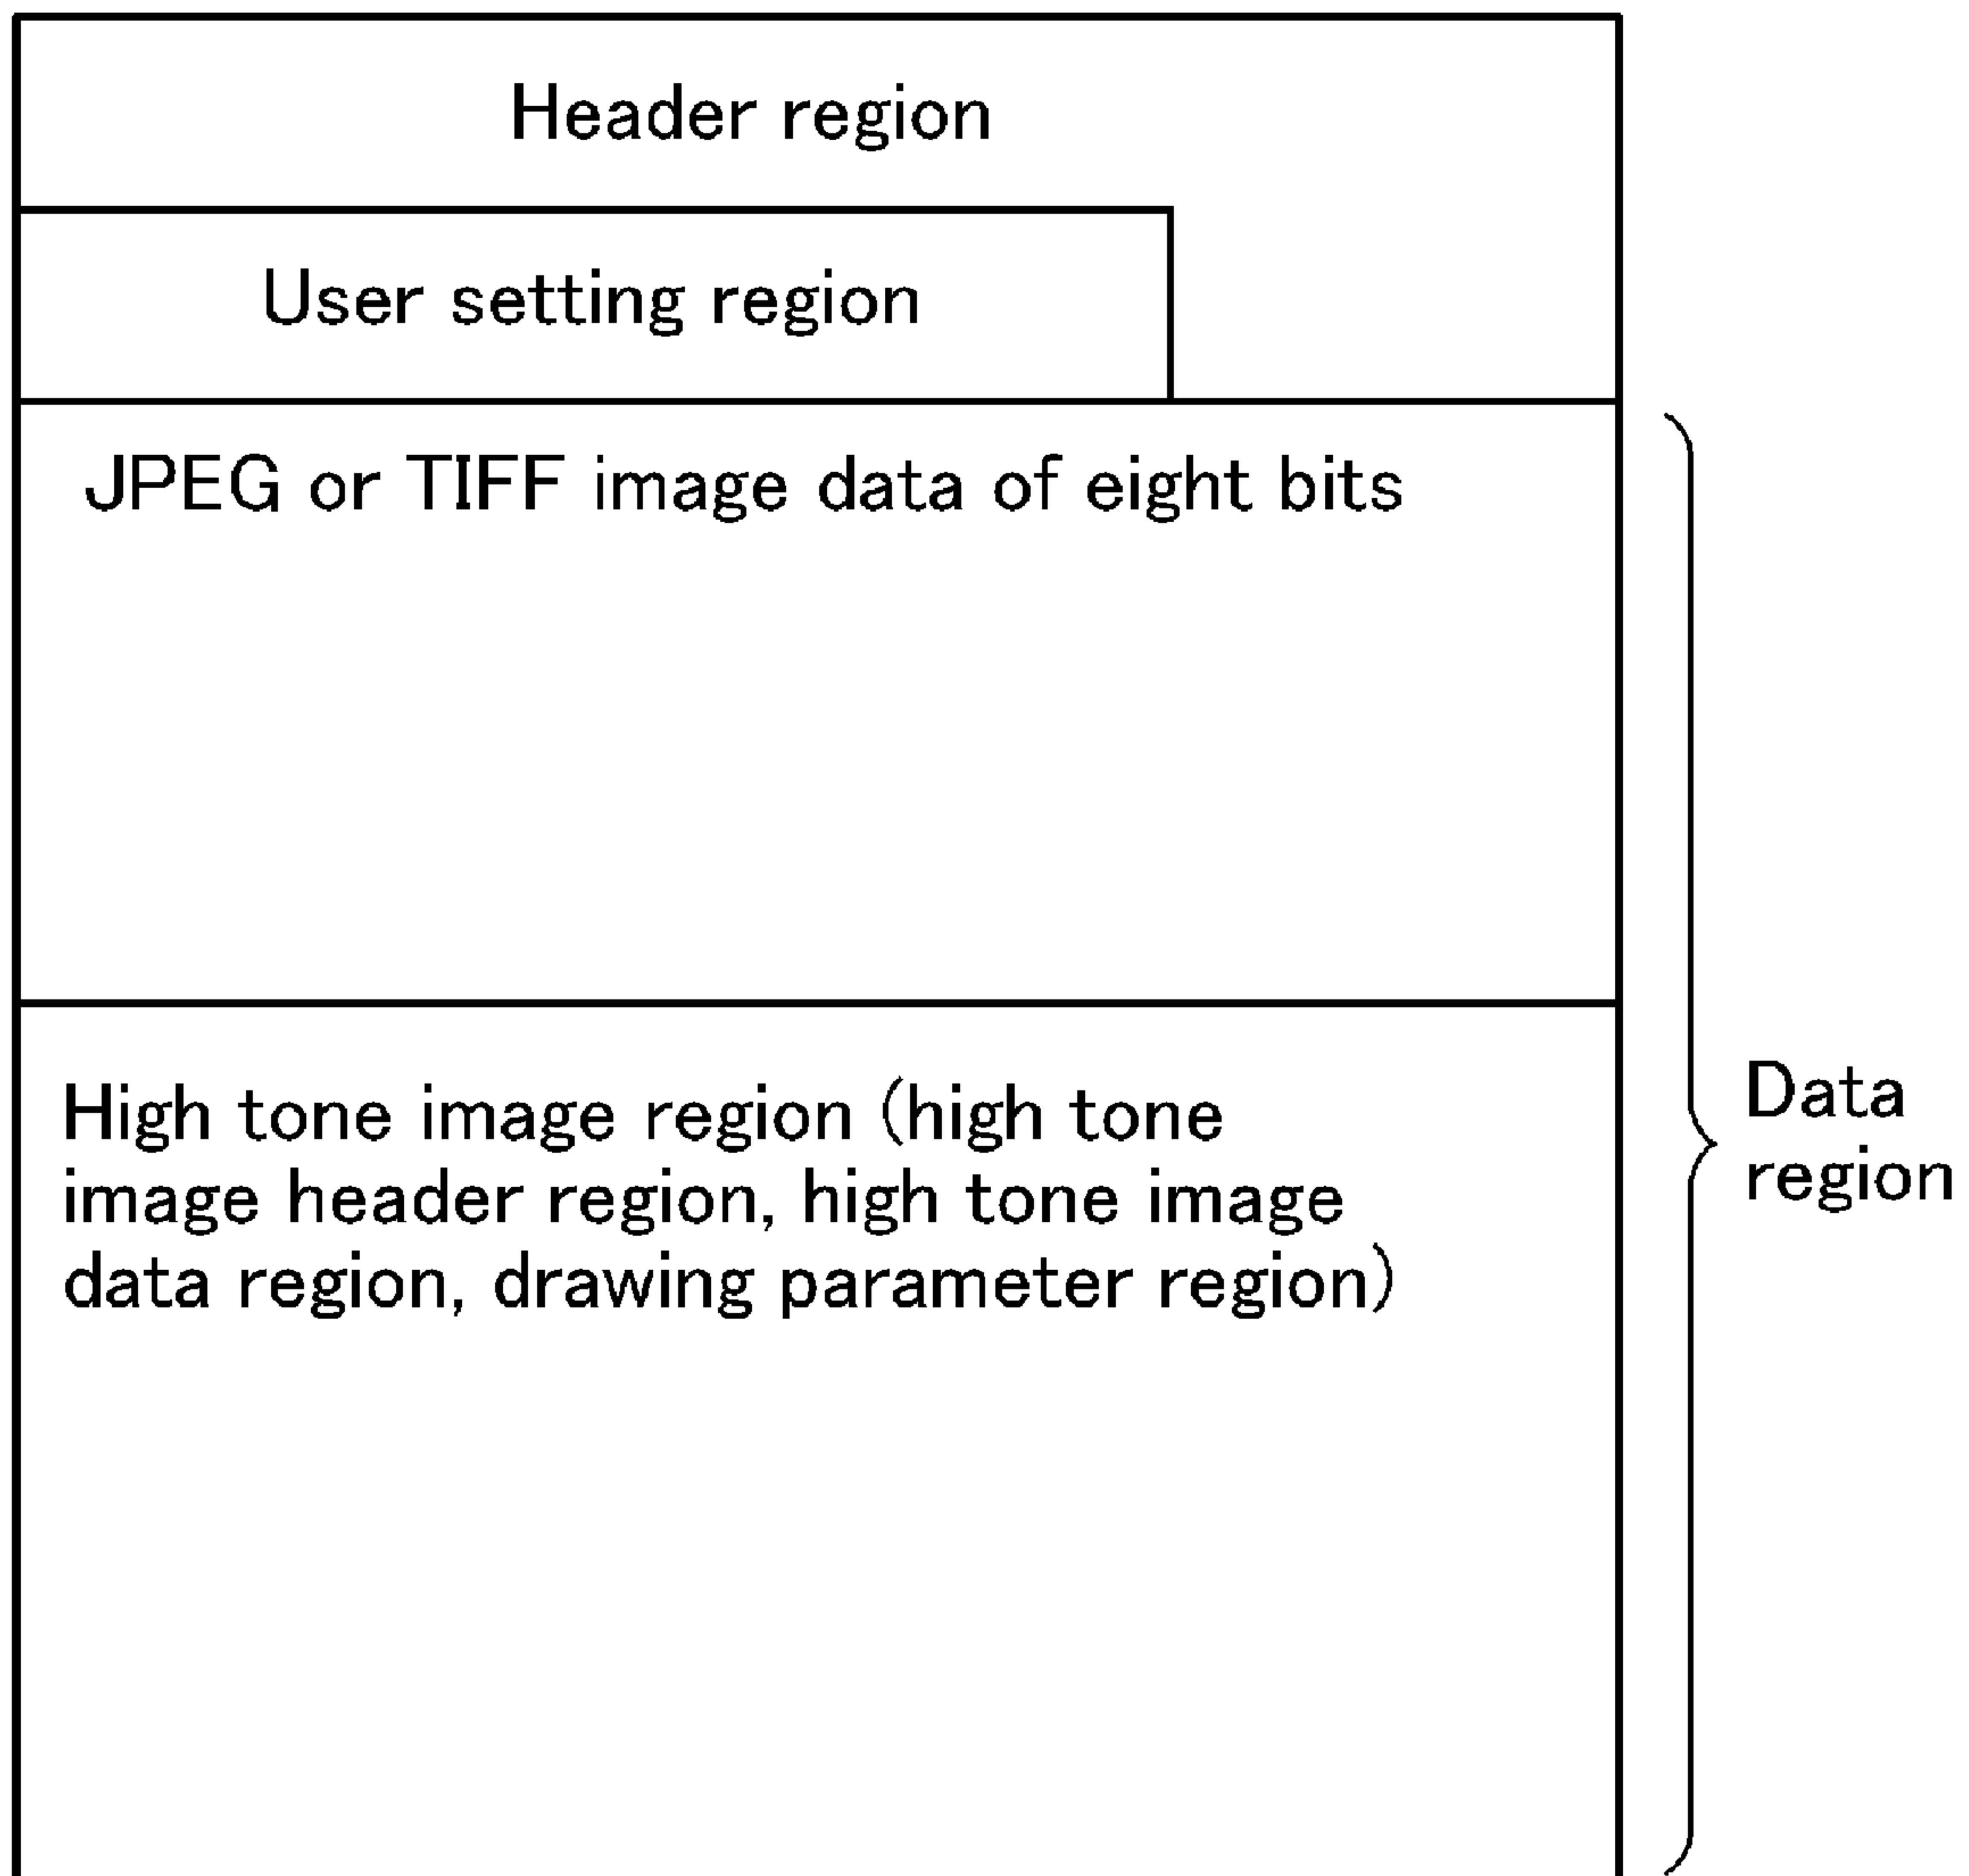 Header region
User setting region
JPEG or TIFF image data of eight bits
High tone image region (high tone
image header region, high tone image
data region, drawing parameter region)
Data
region